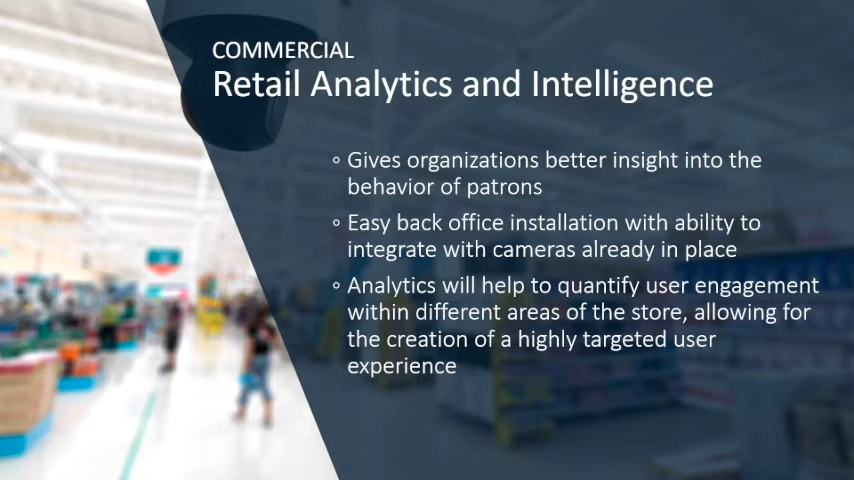 COMMERCIAL
Retail Analytics and Intelligence
◦ Gives organizations better insight into the
behavior of patrons
◦ Easy back office installation with ability to
integrate with cameras already in place
◦ Analytics will help to quantify user engagement
within different areas of the store, allowing for
the creation of a highly targeted user
experience